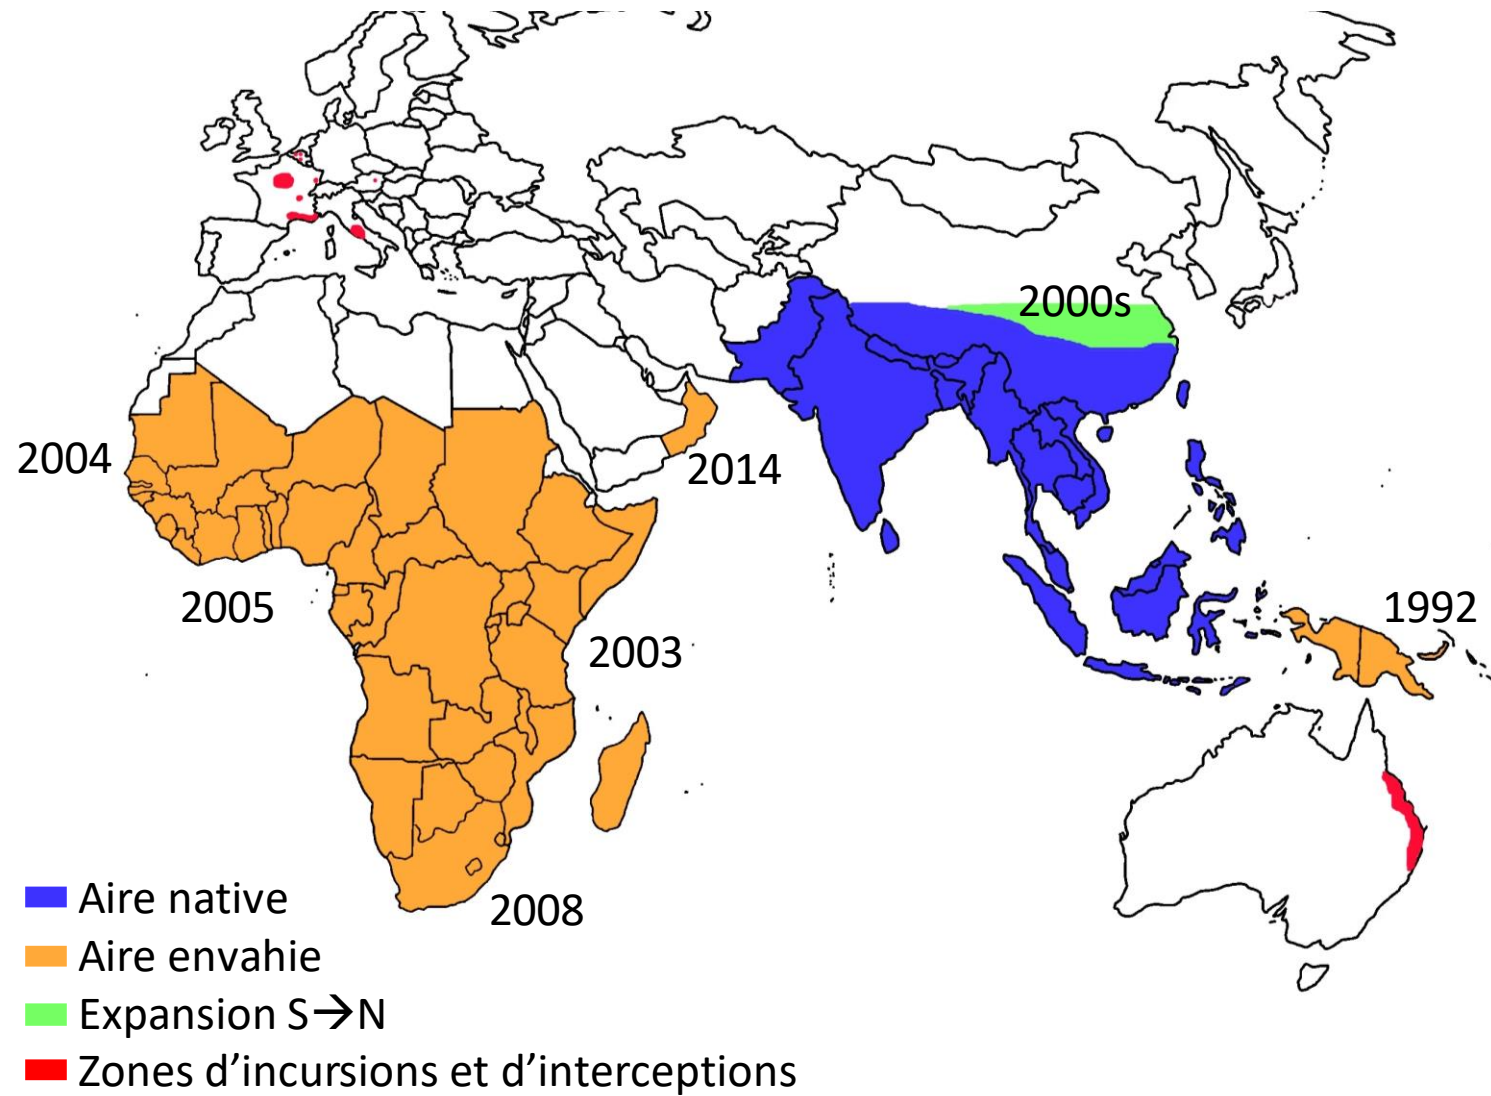 2000s
2004
2014
2005
1992
2003
2008
Aire native
Aire envahie
Expansion S→N
Zones d’incursions et d’interceptions